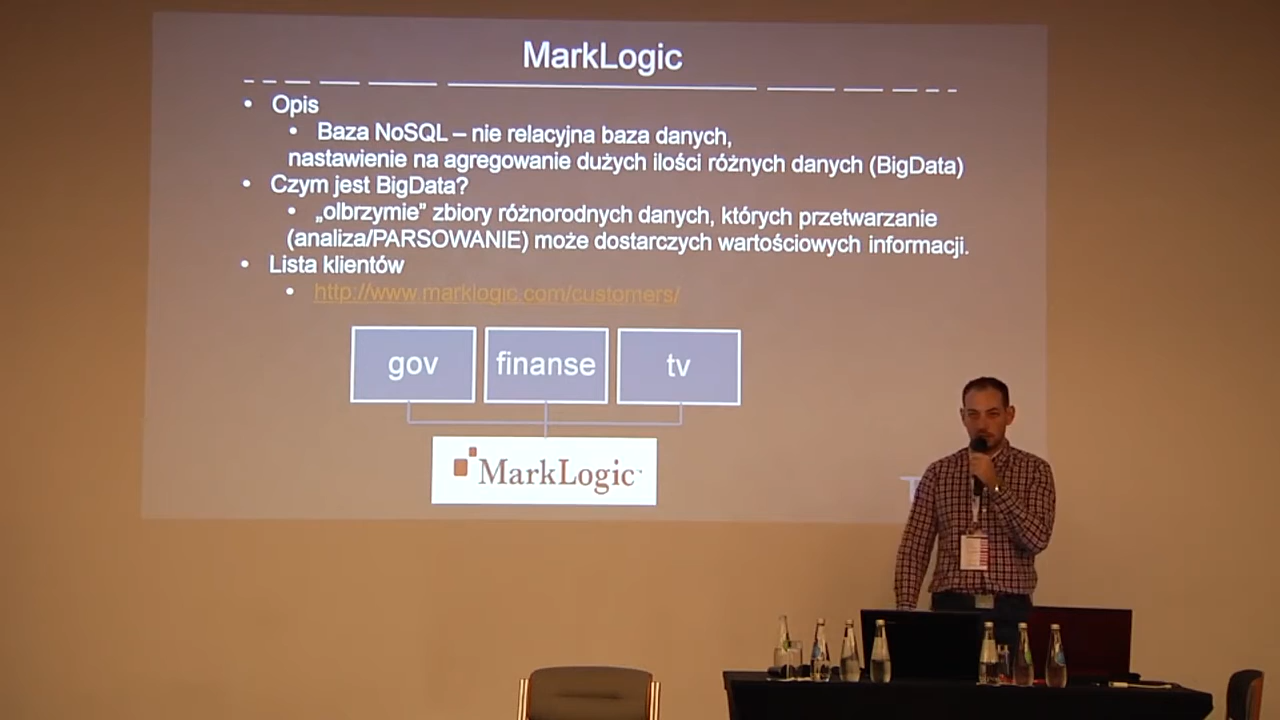 MarkLogic
• Opis
• Baza NoSQL – nie relacyjna baza danych,
nastawienie na agregowanie dużych ilości różnych danych (BigData)
• Czym jest BigData?
• „olbrzymie” zbiory różnorodnych danych, których przetwarzanie
(analiza/PARSOWANIE) może dostarczych wartościowych informacji.
• Lista klientów
• http://www.marklogic.com/customers/
gov finanse tv
MarkLogic